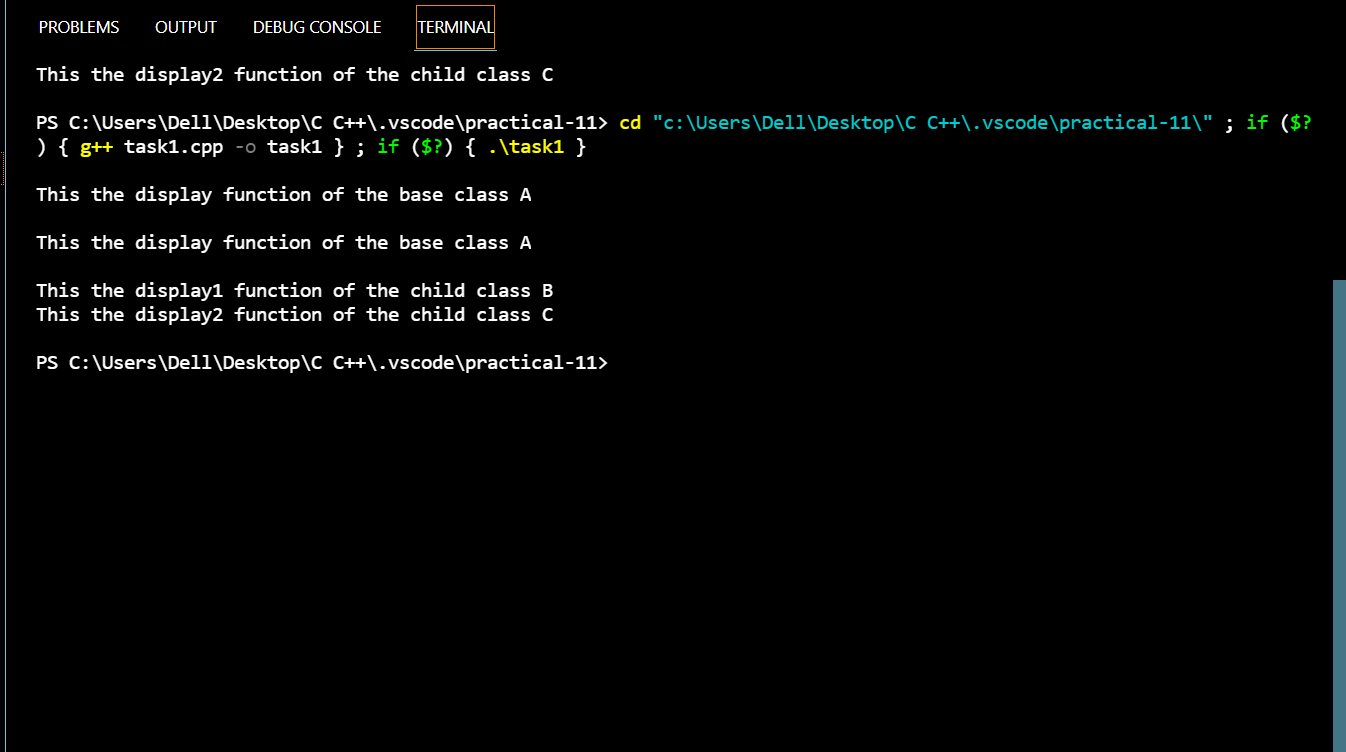 PROBLEMS OUTPUT DEBUG CONSOLE TERMINAL
This the display2 function of the child class C
PS C:\Users\Dell\Desktop\C C++\.vscode\practical-11> cd "c:\Users\Dell\Desktop\C C++\.vscode\practical-11\" ; if ($?
) { g++ task1.cpp -o task1 } ; if ($?) { .\task1 }
This the display function of the base class A
This the display function of the base class A
This the display1 function of the child class B
This the display2 function of the child class C
PS C:\Users\Dell\Desktop\C C++\.vscode\practical-11>